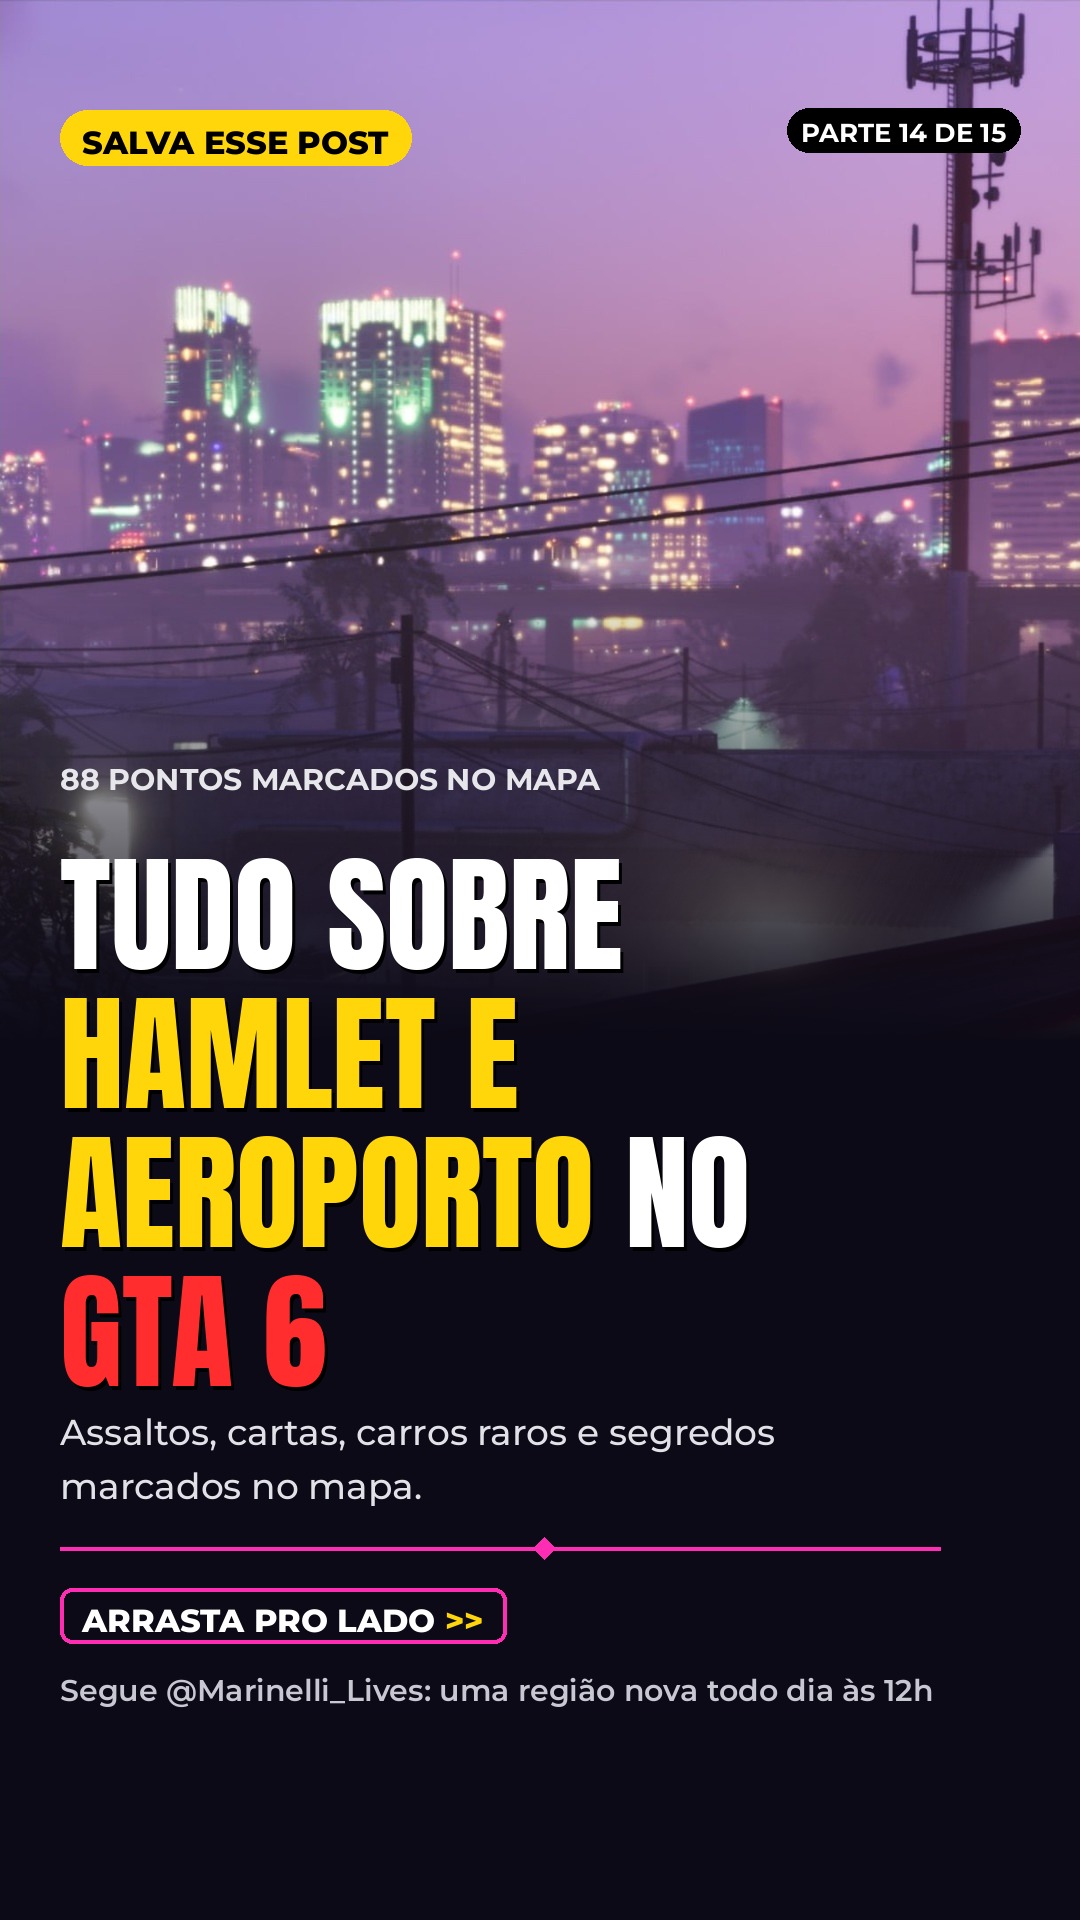 SALVA ESSE POST
PARTE 14 DE 15
88 PONTOS MARCADOS NO MAPA
TUDO SOBRE
HAMLET E
AEROPORTO NO
GTA 6
Assaltos, cartas, carros raros e segredos
marcados no mapa.
ARRASTA PRO LADO >>
Segue @Marinelli_Lives: uma região nova todo dia às 12h